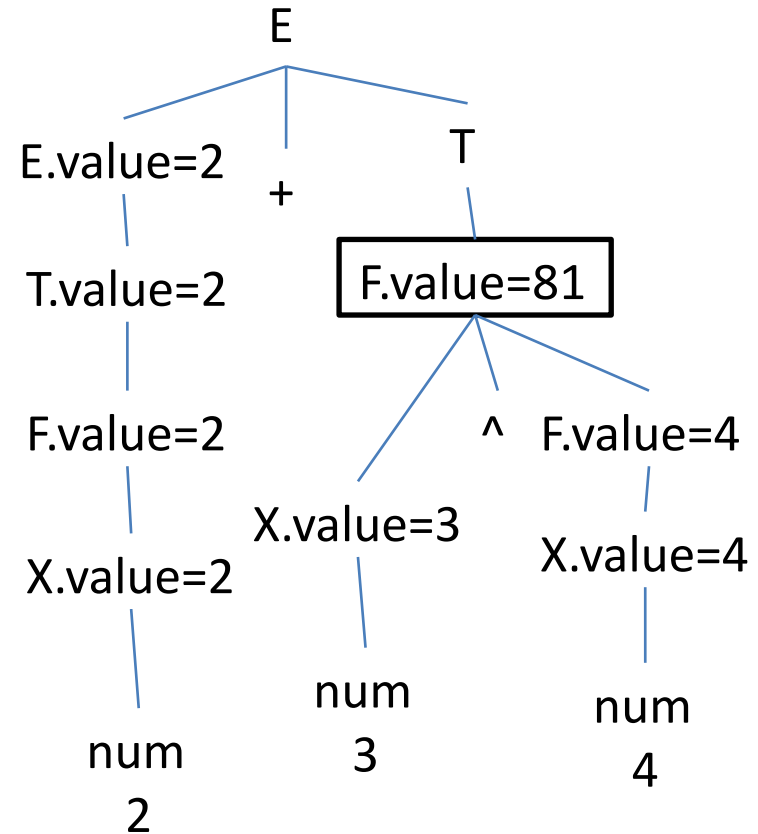 E
E.value=2
+
T
T.value=2
F.value=81
F.value=2
^
F.value=4
X.value=2
X.value=3
X.value=4
num
2
num
3
num
4